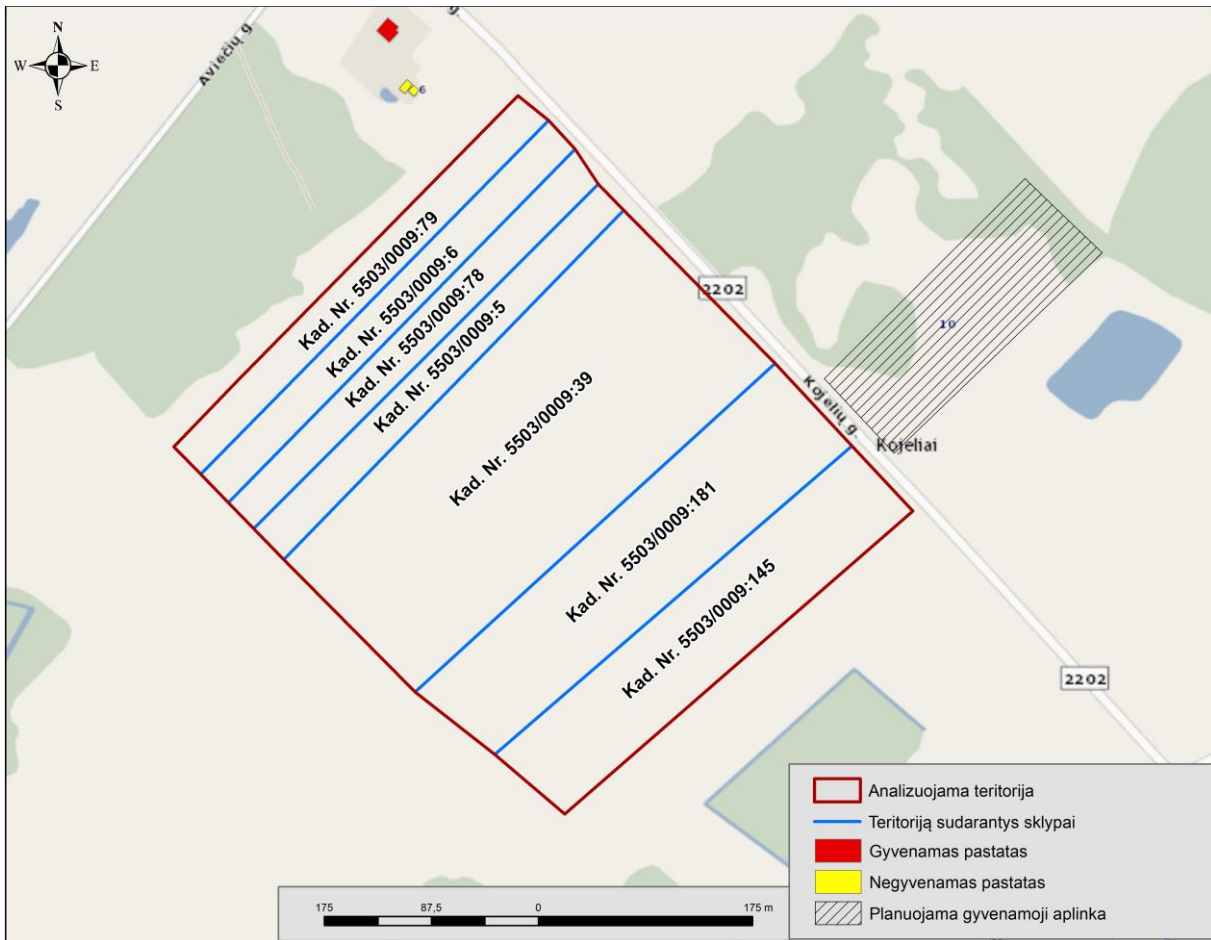 g.
N
W E
S
Aviečių g.
6
Kad. Nr. 5503/0009:79
Kad. Nr. 5503/0009:6
Kad. Nr. 5503/0009:78
Kad. Nr. 5503/0009:5
Kad. Nr. 5503/0009:39
Kad. Nr. 5503/0009:181
Kad. Nr. 5503/0009:145
2202
10
Kojelių g.
Kojeliai
2202
Analizuojama teritorija
Teritoriją sudarantys sklypai
Gyvenamas pastatas
Negyvenamas pastatas
Planuojama gyvenamoji aplinka
175 87,5 0 175 m